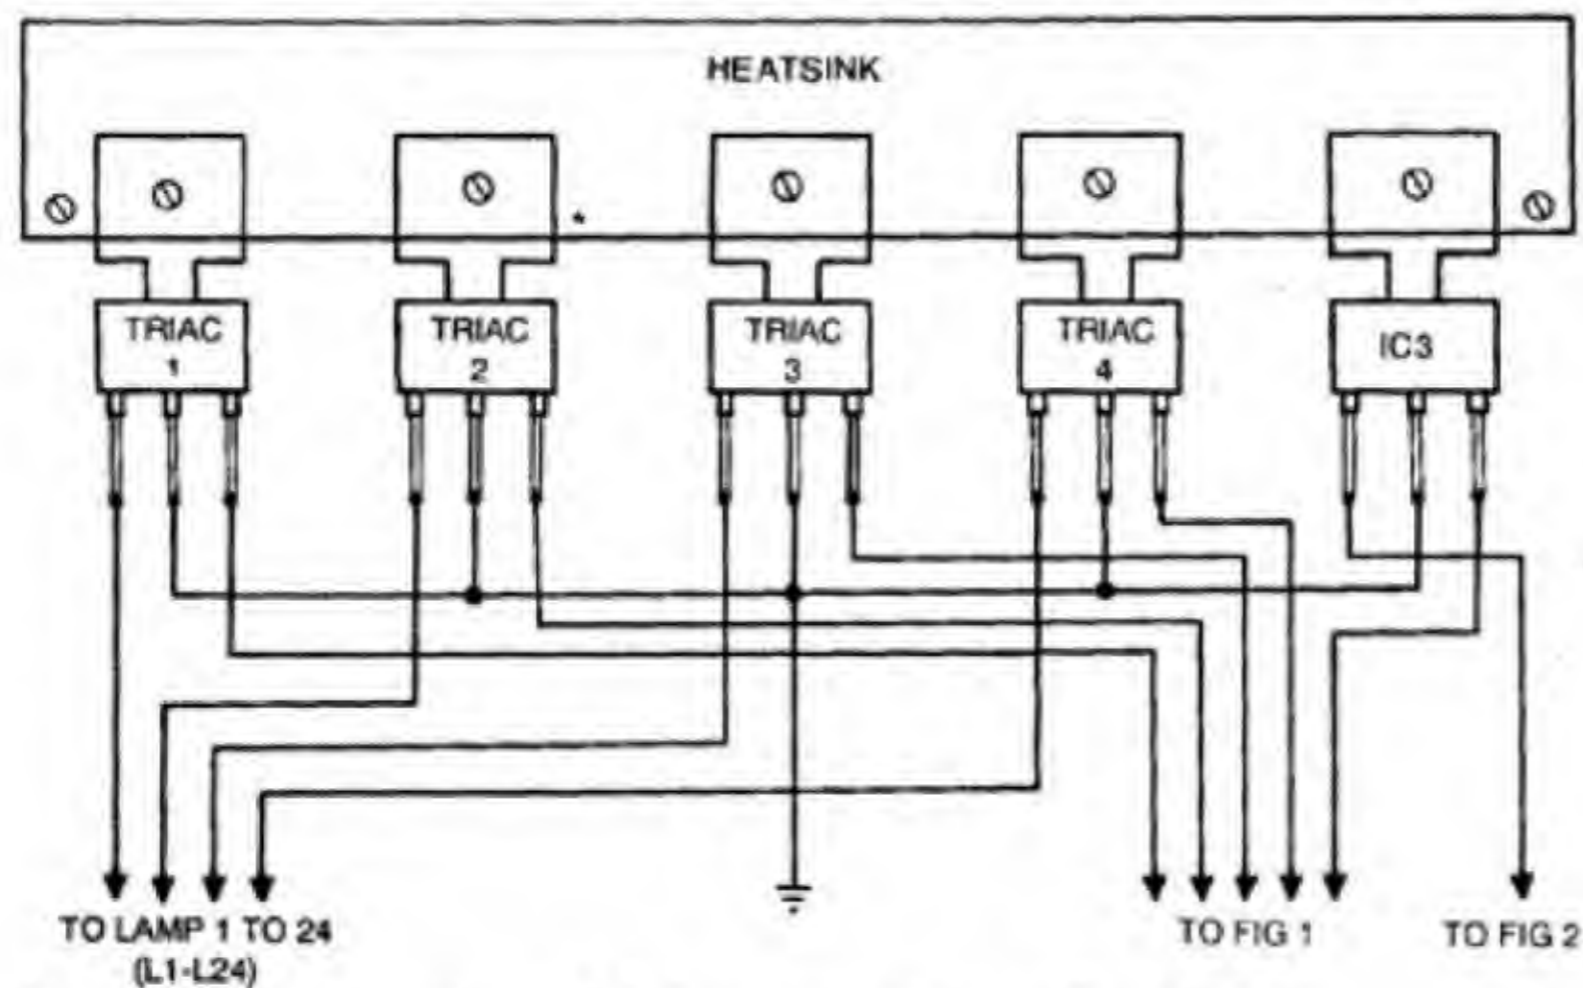 HEATSINK
TRIAC
1
TRIAC
2
TRIAC
3
TRIAC
4
IC3
TO LAMP 1 TO 24
(L1-L24)
TO FIG 1
TO FIG 2